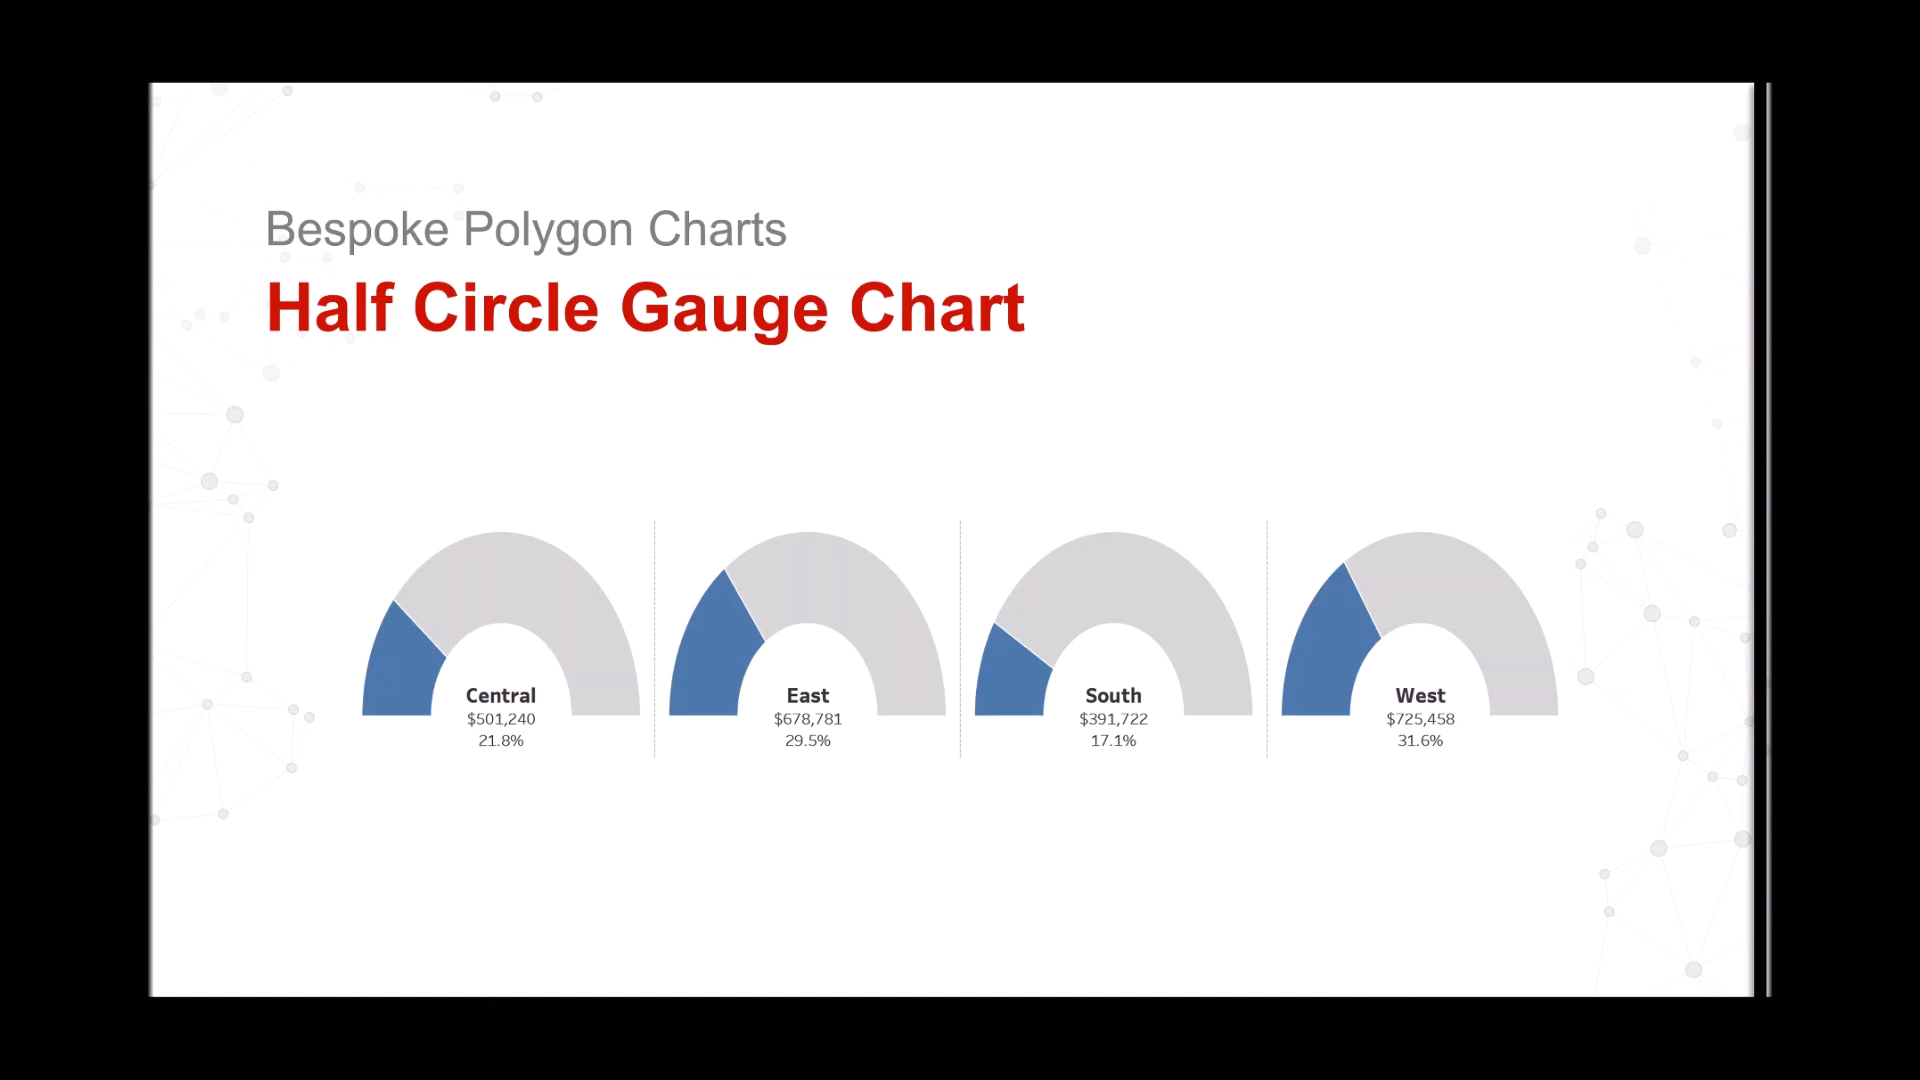 Bespoke Polygon Charts
Half Circle Gauge Chart
Central
$501,240
21.8%
East
$678,781
29.5%
South
$391,722
17.1%
West
$725,458
31.6%